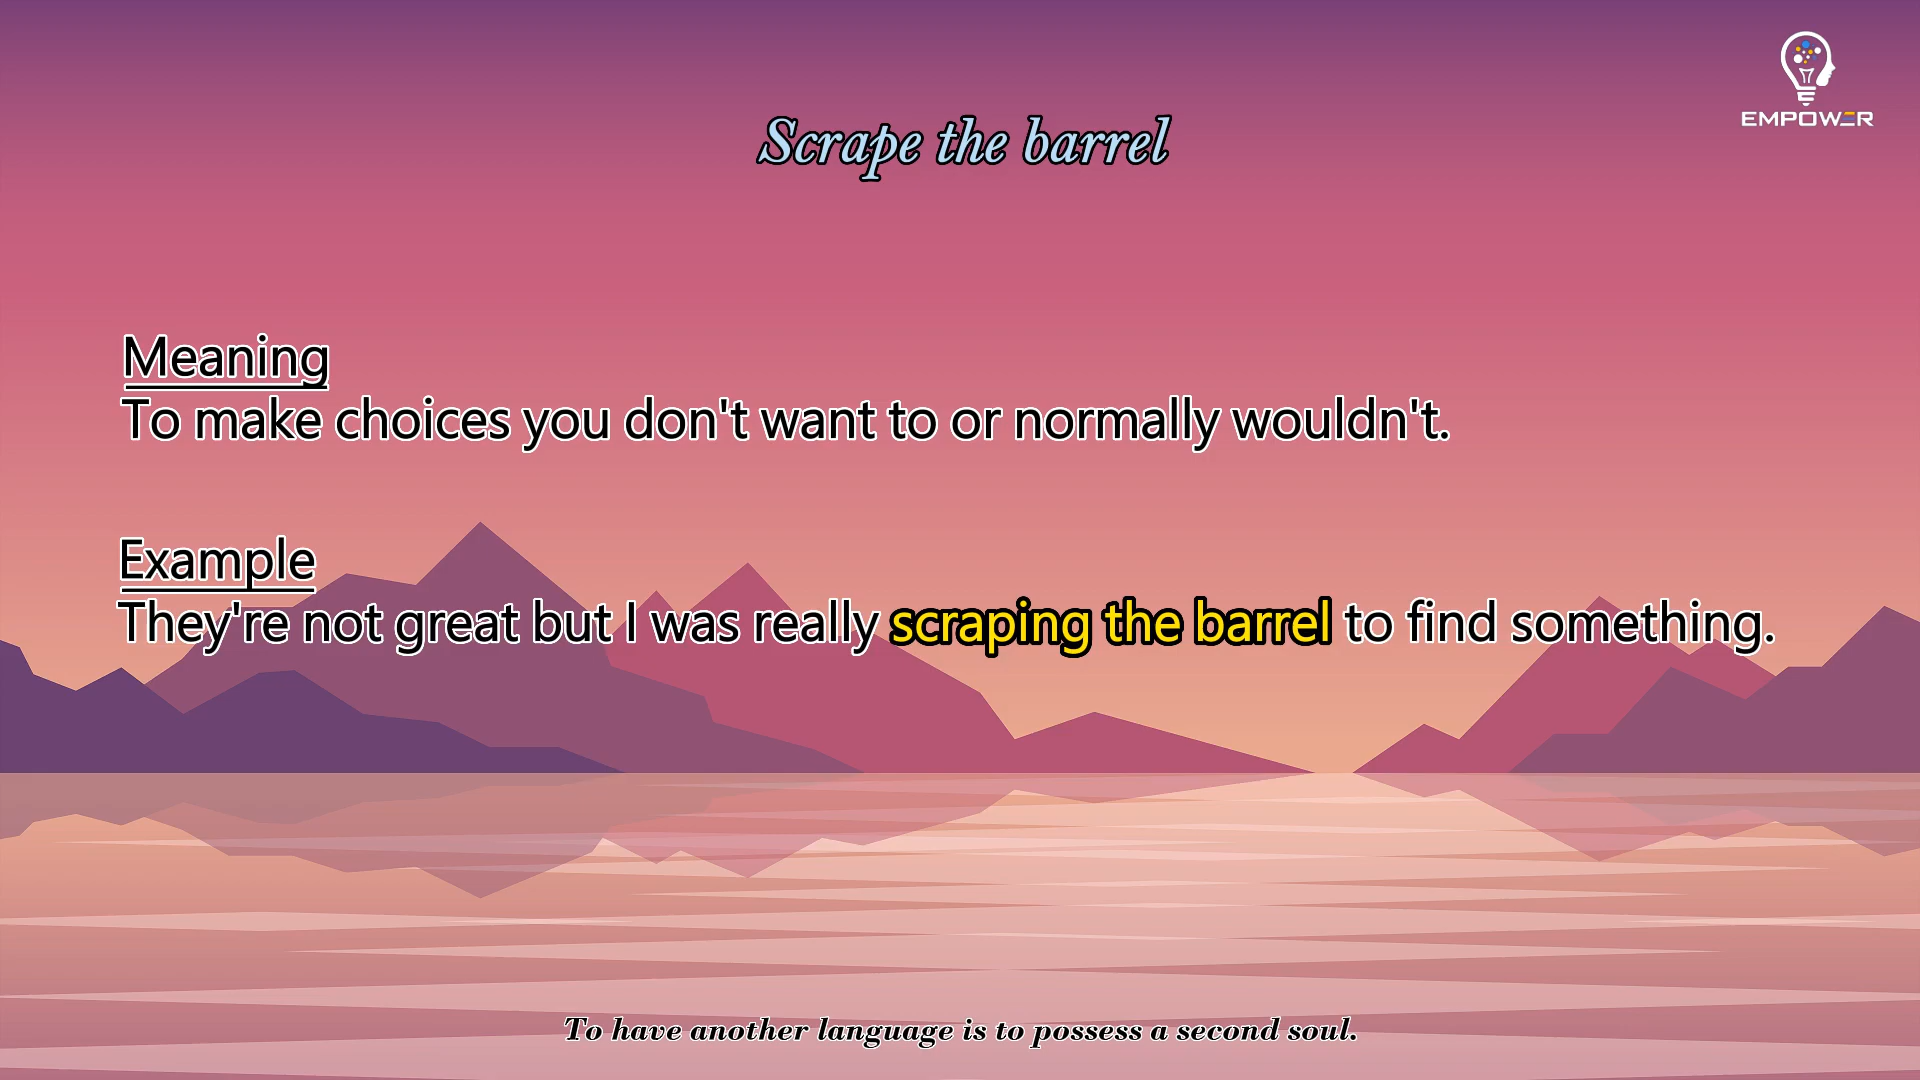 EMPOWER
Scrape the barrel
Meaning
To make choices you don't want to or normally wouldn't.
Example
They're not great but I was really scraping the barrel to find something.
To have another language is to possess a second soul.